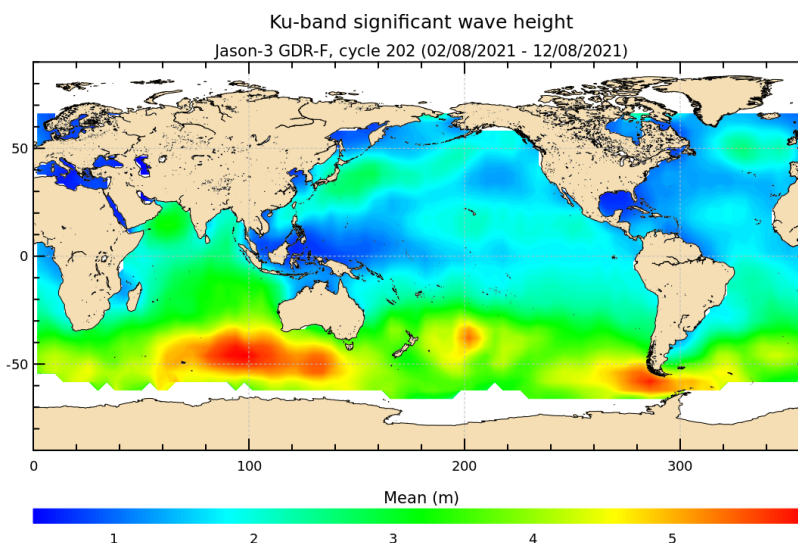 Ku-band significant wave height
Jason-3 GDR-F, cycle 202 (02/08/2021 - 12/08/2021)
50
0
-50
0 100 200 300
Mean (m)
1 2 3 4 5